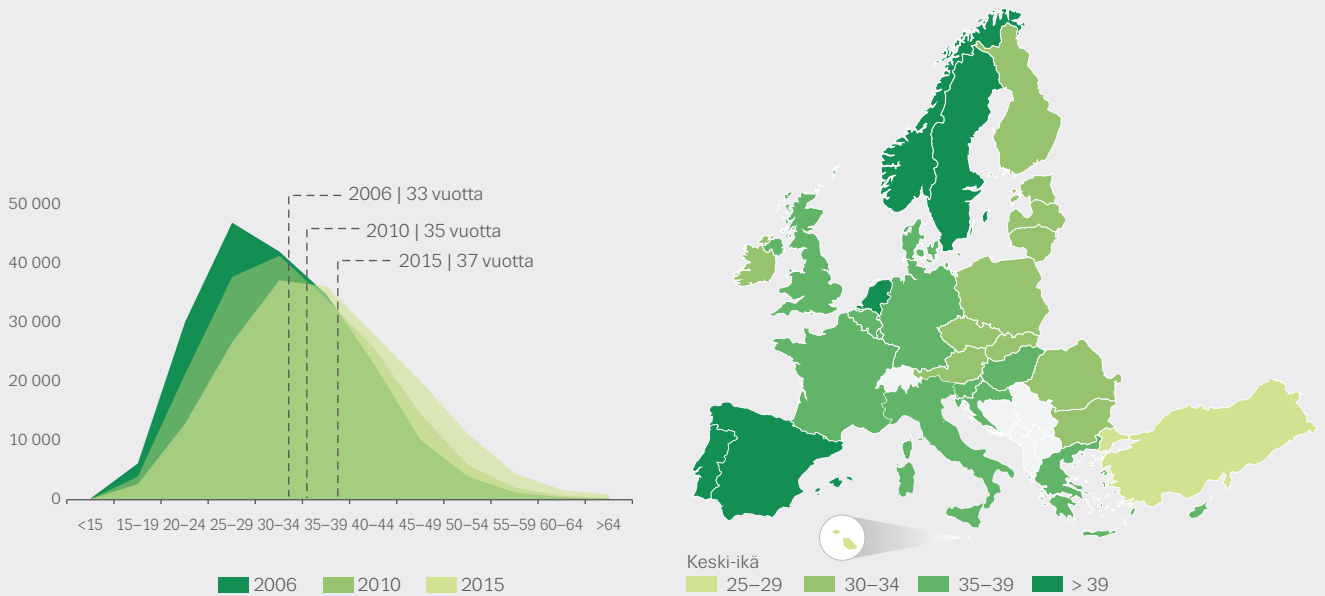 50 000
40 000
30 000
20 000
10 000
0
2006 | 33 vuotta
2010 | 35 vuotta
2015 | 37 vuotta
<15 15–19 20–24 25–29 30–34 35–39 40–44 45–49 50–54 55–59 60–64 >64
2006 2010 2015
Keski-ikä
25–29 30–34 35–39 > 39